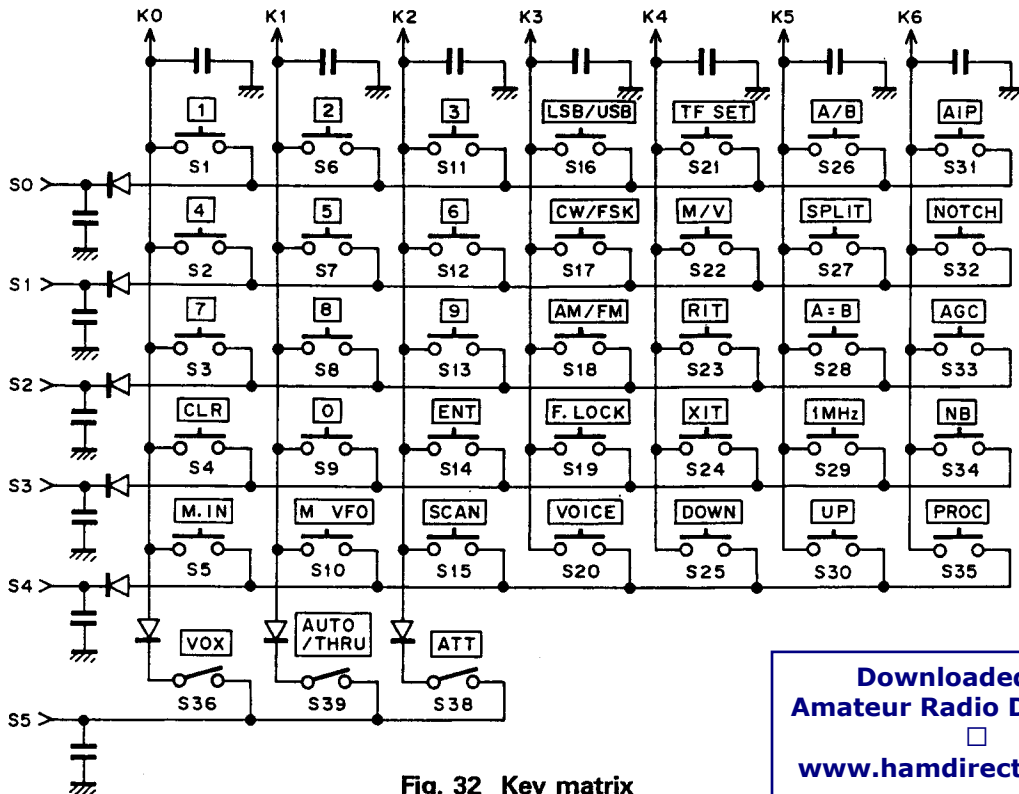 K0 K1 K2 K3 K4 K5 K6
1 2 3 LSB/USB TF SET A/B AIP
S1 S6 S11 S16 S21 S26 S31
S0
4 5 6 CW/FSK M/V SPLIT NOTCH
S2 S7 S12 S17 S22 S27 S32
S1
7 8 9 AM/FM RIT A=B AGC
S3 S8 S13 S18 S23 S28 S33
S2
CLR 0 ENT F.LOCK XIT 1MHz NB
S4 S9 S14 S19 S24 S29 S34
S3
M.IN M VFO SCAN VOICE DOWN UP PROC
S5 S10 S15 S20 S25 S30 S35
S4
VOX AUTO/THRU ATT
S36 S39 S38
S5
Fig. 32 Key matrix
Downloaded
Amateur Radio D
www.hamdirect